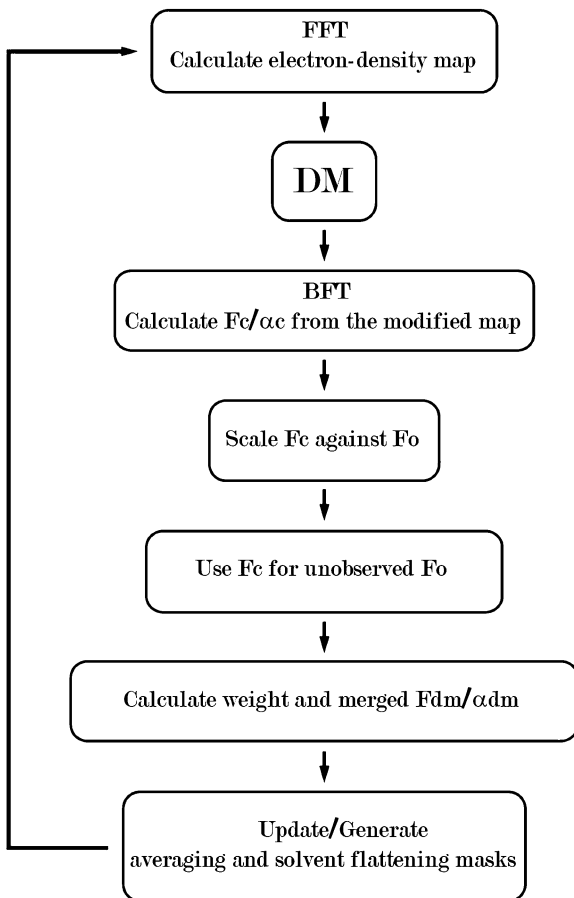 FFT
Calculate electron-density map
DM
BFT
Calculate Fc/αc from the modified map
Scale Fc against Fo
Use Fc for unobserved Fo
Calculate weight and merged Fdm/αdm
Update/Generate
averaging and solvent flattening masks